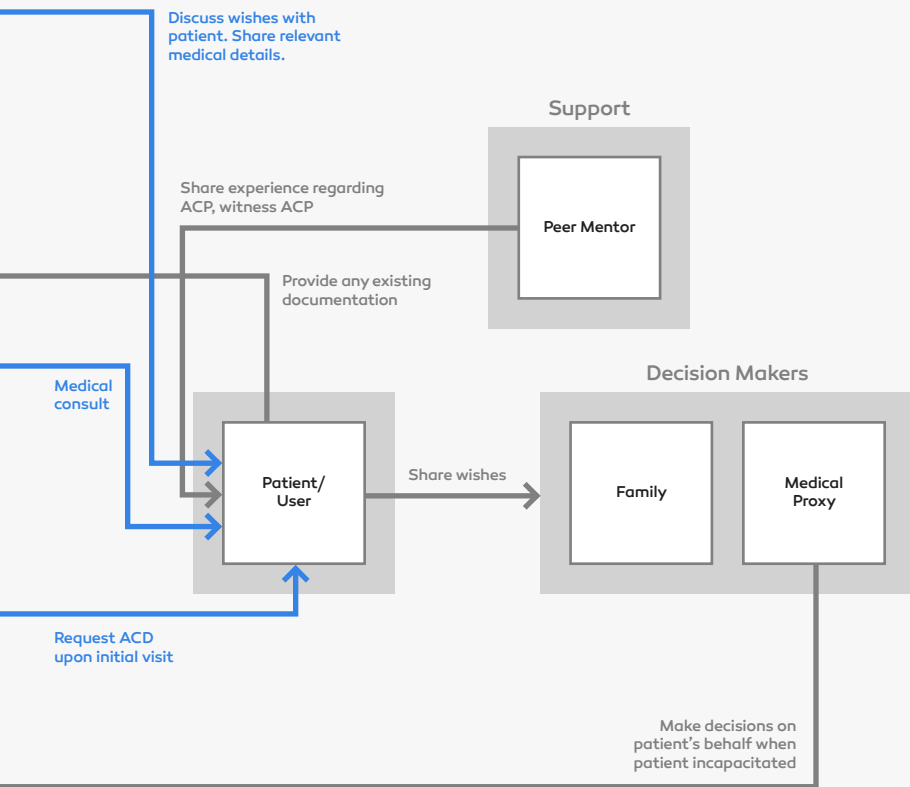 Discuss wishes with
patient. Share relevant
medical details.
Support
Peer Mentor
Share experience regarding
ACP, witness ACP
Provide any existing
documentation
Decision Makers
Medical
consult
Patient/
User
Share wishes
Family
Medical
Proxy
Request ACD
upon initial visit
Make decisions on
patient's behalf when
patient incapacitated